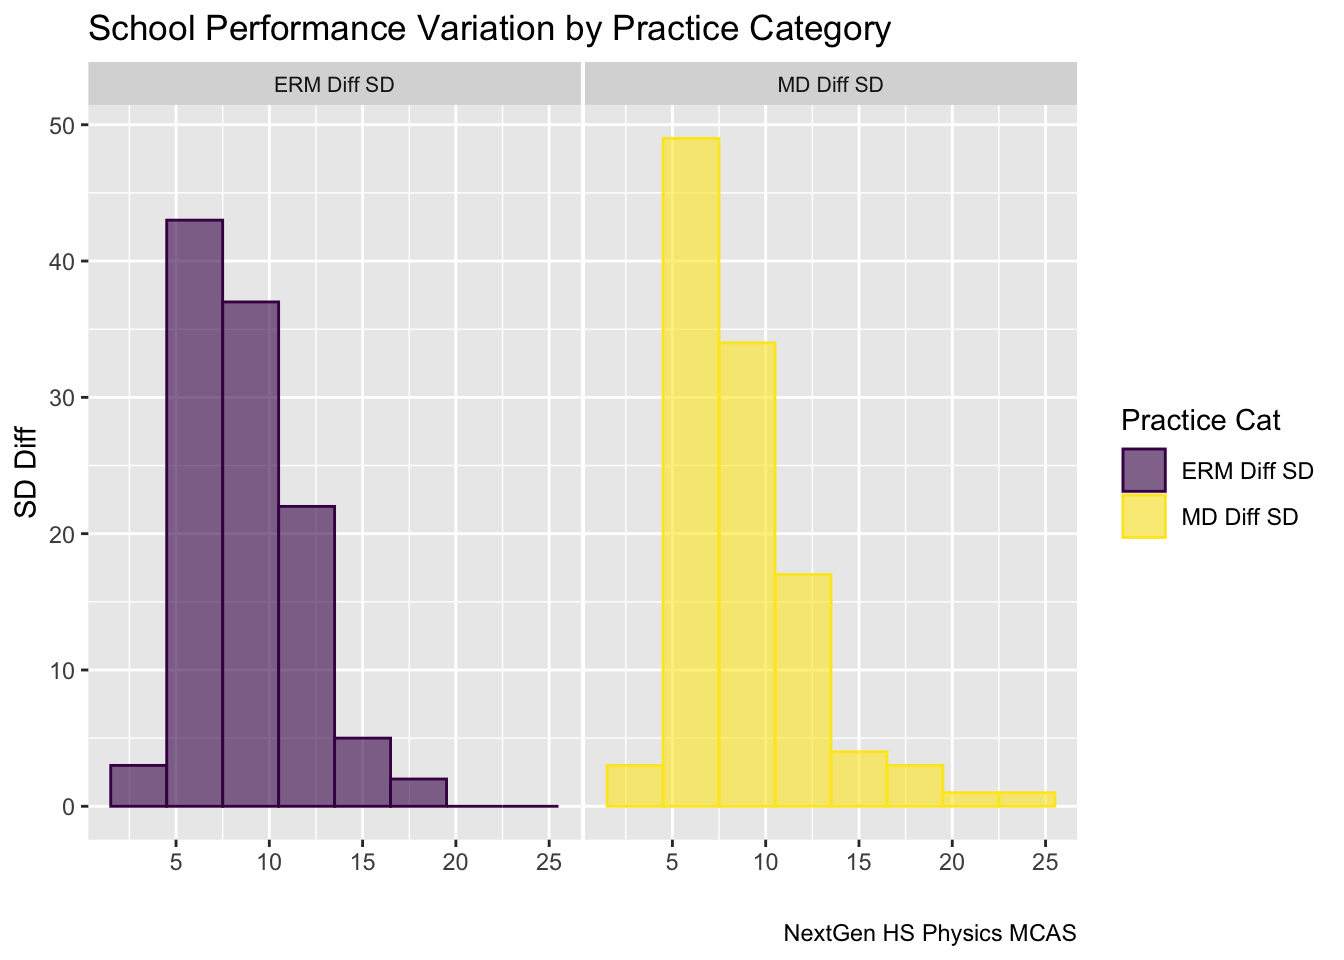 School Performance Variation by Practice Category
ERM Diff SD
MD Diff SD
50
40
30
20
10
0
SD Diff
5 10 15 20 25
5 10 15 20 25
Practice Cat
ERM Diff SD
MD Diff SD
NextGen HS Physics MCAS